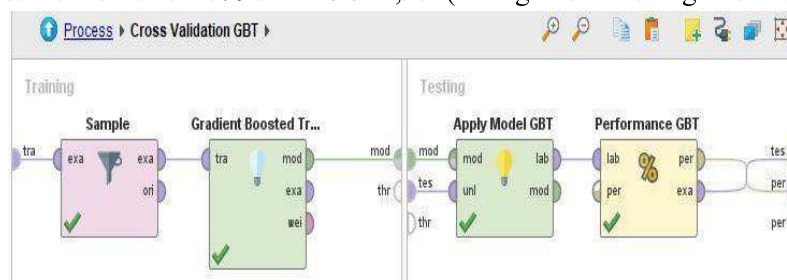 Process ▸ Cross Validation GBT ▸
Training
Testing
Sample
Gradient Boosted Tr...
Apply Model GBT
Performance GBT
tra
exa
exa
ori
tra
mod
exa
wei
mod
thr
mod
tes
thr
mod
unl
lab
mod
lab
per
%
per
exa
tes
per
per